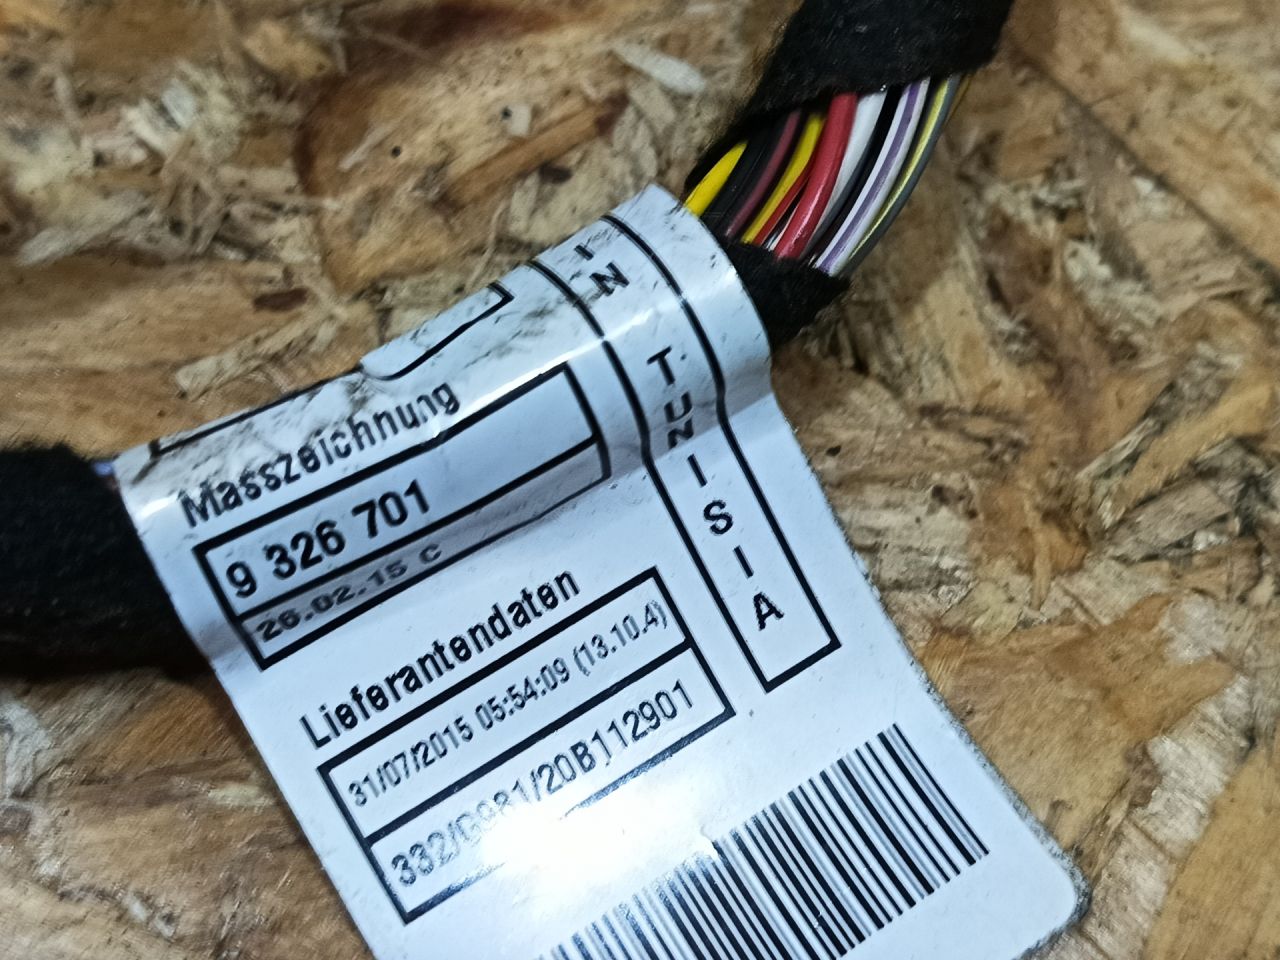 IN TUNISIA
Masszeichnung
9 326 701
26.02.15 C
Lieferantendaten
31/07/2015 05:54:09 (13.10.4)